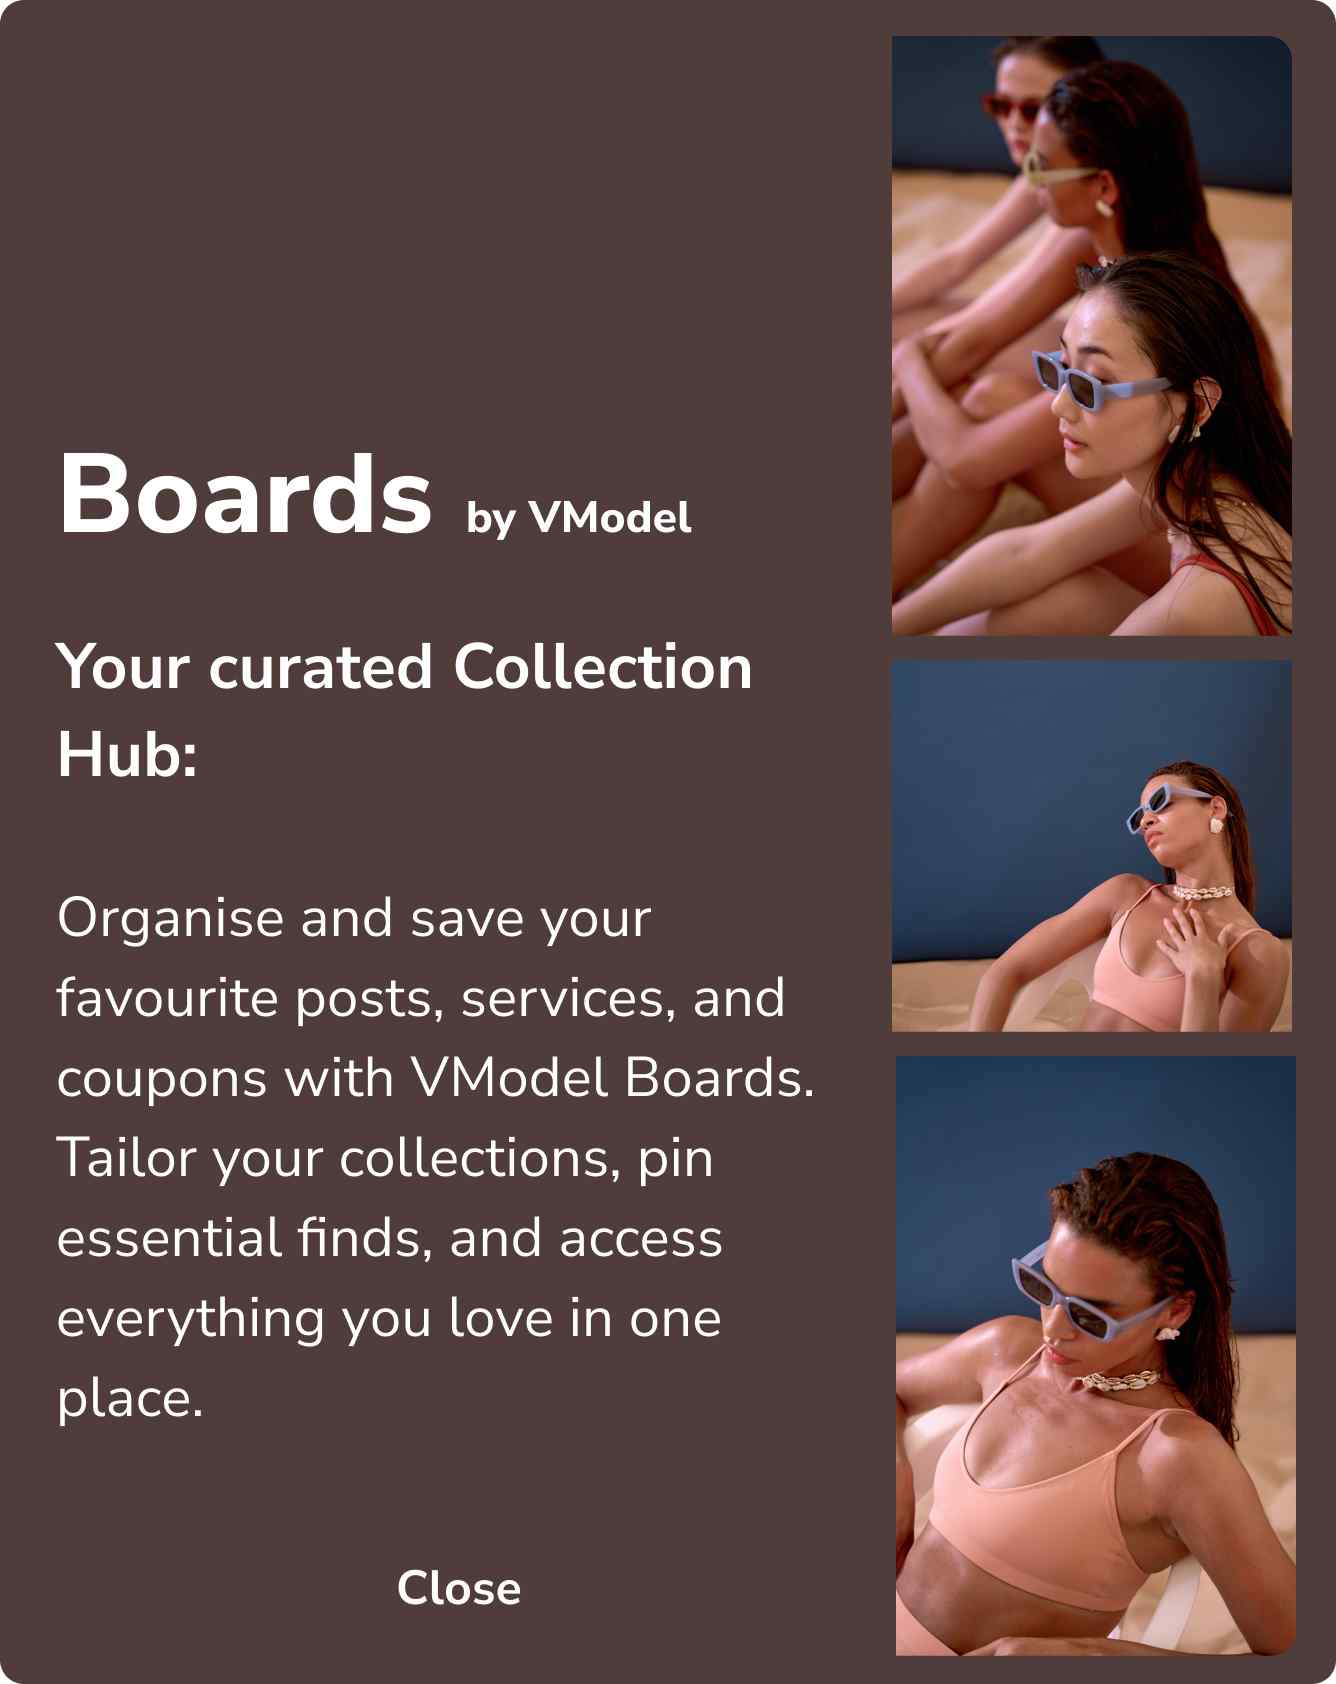 Boards by VModel
Your curated Collection
Hub:
Organise and save your
favourite posts, services, and
coupons with VModel Boards.
Tailor your collections, pin
essential finds, and access
everything you love in one
place.
Close